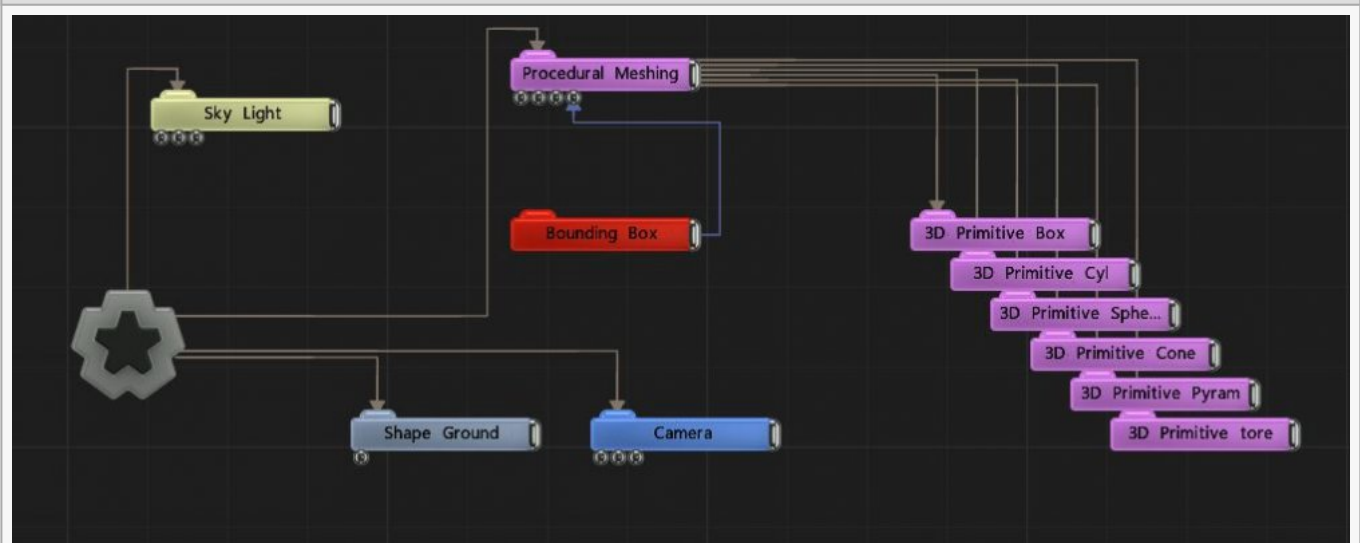 Procedural Meshing
Sky Light
Bounding Box
3D Primitive Box
3D Primitive Cyl
3D Primitive Sphe...
3D Primitive Cone
3D Primitive Pyram
Shape Ground
Camera
3D Primitive tore